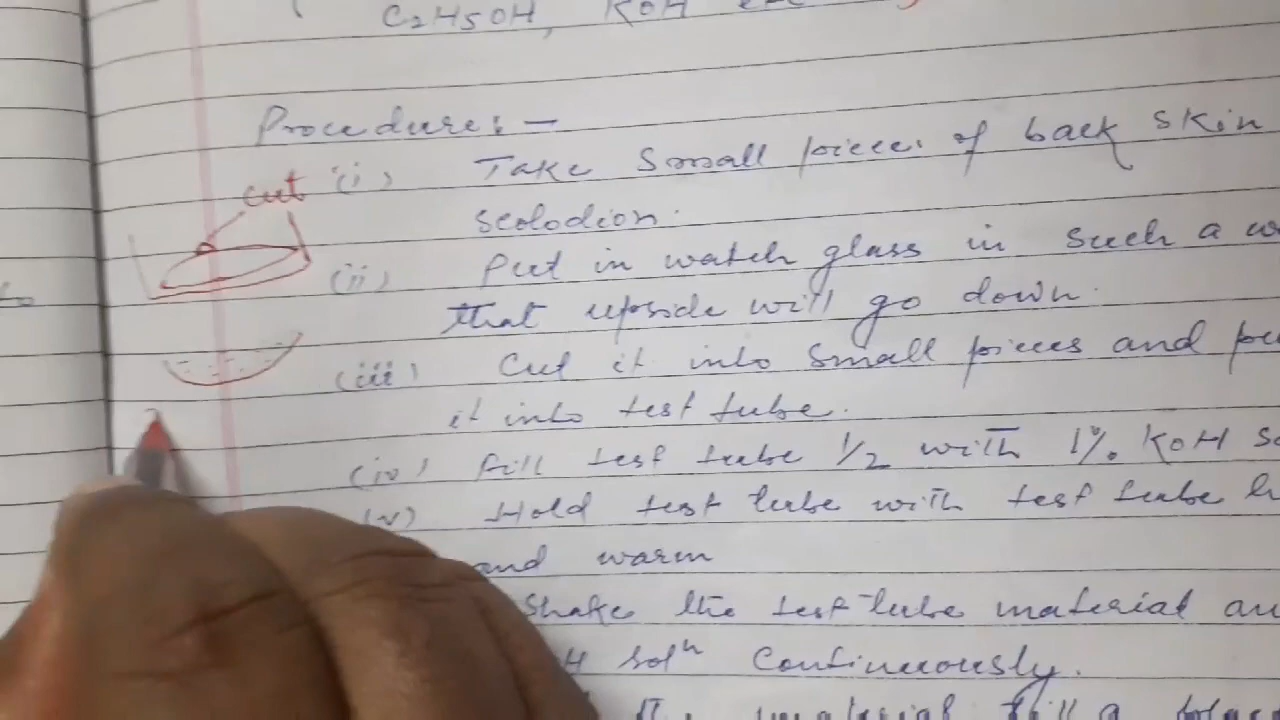 C2H5OH, KOH etc
Procedure: -
cut
(i) Take Small pieces of back skin
scolodion.
(ii) Put in watch glass in such a
that upside will go down.
(iii) Cut it into small pieces and
it into test tube.
(iv) fill test tube 1/2 with 1% KOH
(v) Hold test tube with test tube
and warm
Shake the test tube material
H solⁿ Continuously.
material till a